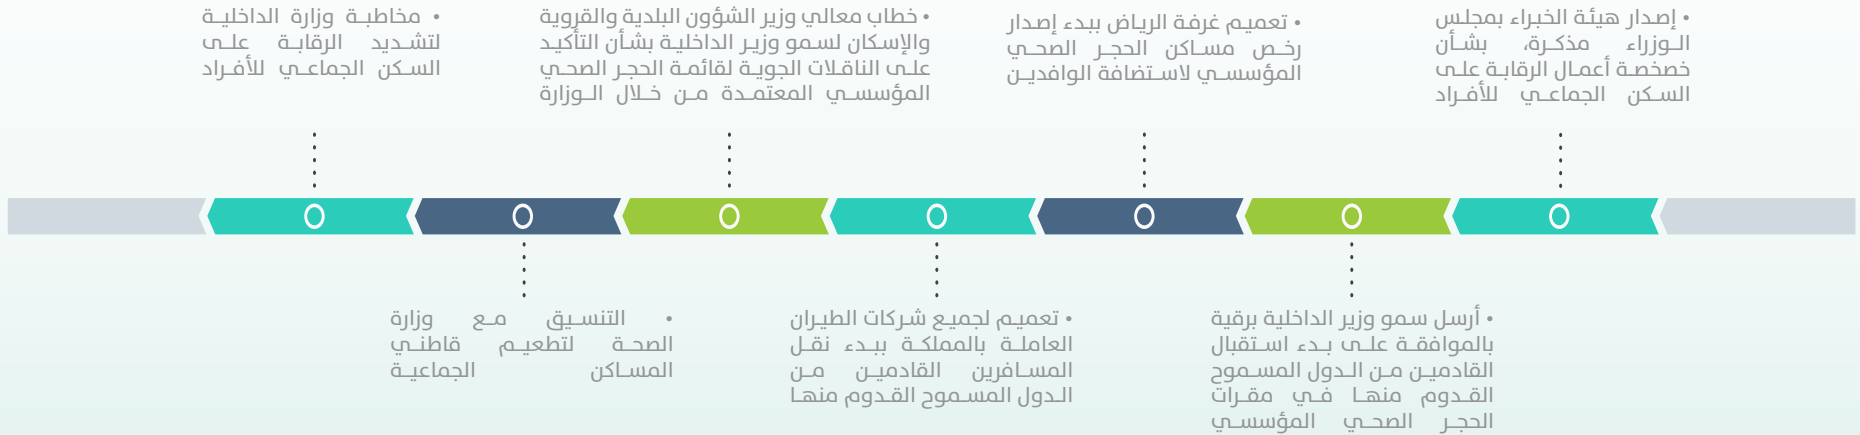 • إصدار هيئة الخبراء بمجلس
الوزراء مذكرة، بشأن
خصخصة أعمال الرقابة على
السكن الجماعي للأفراد
• تعميم غرفة الرياض ببدء إصدار
رخص مساكن الحجر الصحي
المؤسسي لاستضافة الوافدين
• خطاب معالي وزير الشؤون البلدية والقروية
والإسكان لسمو وزير الداخلية بشأن التأكيد
على الناقلات الجوية لقائمة الحجر الصحي
المؤسسي المعتمدة من خلال الوزارة
• مخاطبة وزارة الداخلية
لتشديد الرقابة على
السكن الجماعي للأفراد
• أرسل سمو وزير الداخلية برقية
بالموافقة على بدء استقبال
القادمين من الدول المسموح
القدوم منها في مقرات
الحجر الصحي المؤسسي
• تعميم لجميع شركات الطيران
العاملة بالمملكة ببدء نقل
المسافرين القادمين من
الدول المسموح القدوم منها
• التنسيق مع وزارة
الصحة لتطعيم قاطني
المساكن الجماعية